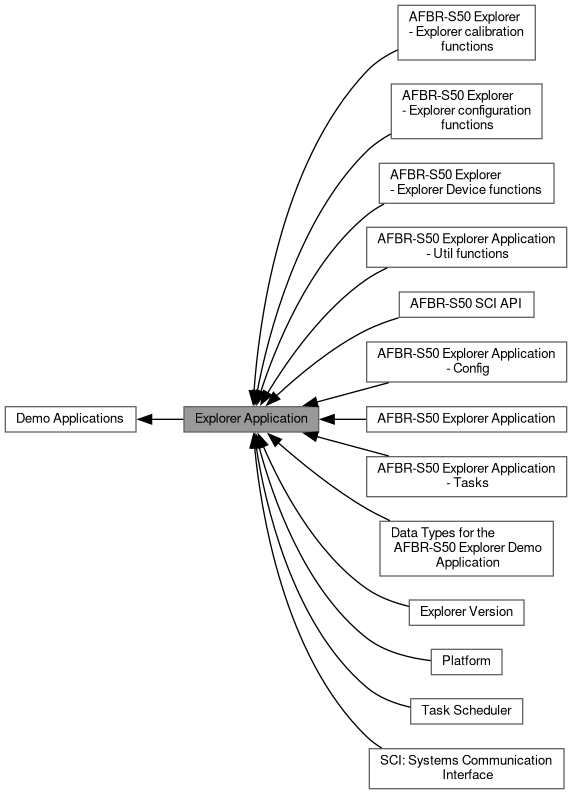 AFBR-S50 Explorer
- Explorer calibration
functions
AFBR-S50 Explorer
- Explorer configuration
functions
AFBR-S50 Explorer
- Explorer Device functions
AFBR-S50 Explorer Application
- Util functions
AFBR-S50 SCI API
AFBR-S50 Explorer Application
- Config
Demo Applications
Explorer Application
AFBR-S50 Explorer Application
AFBR-S50 Explorer Application
- Tasks
Data Types for the
AFBR-S50 Explorer Demo
Application
Explorer Version
Platform
Task Scheduler
SCI: Systems Communication
Interface